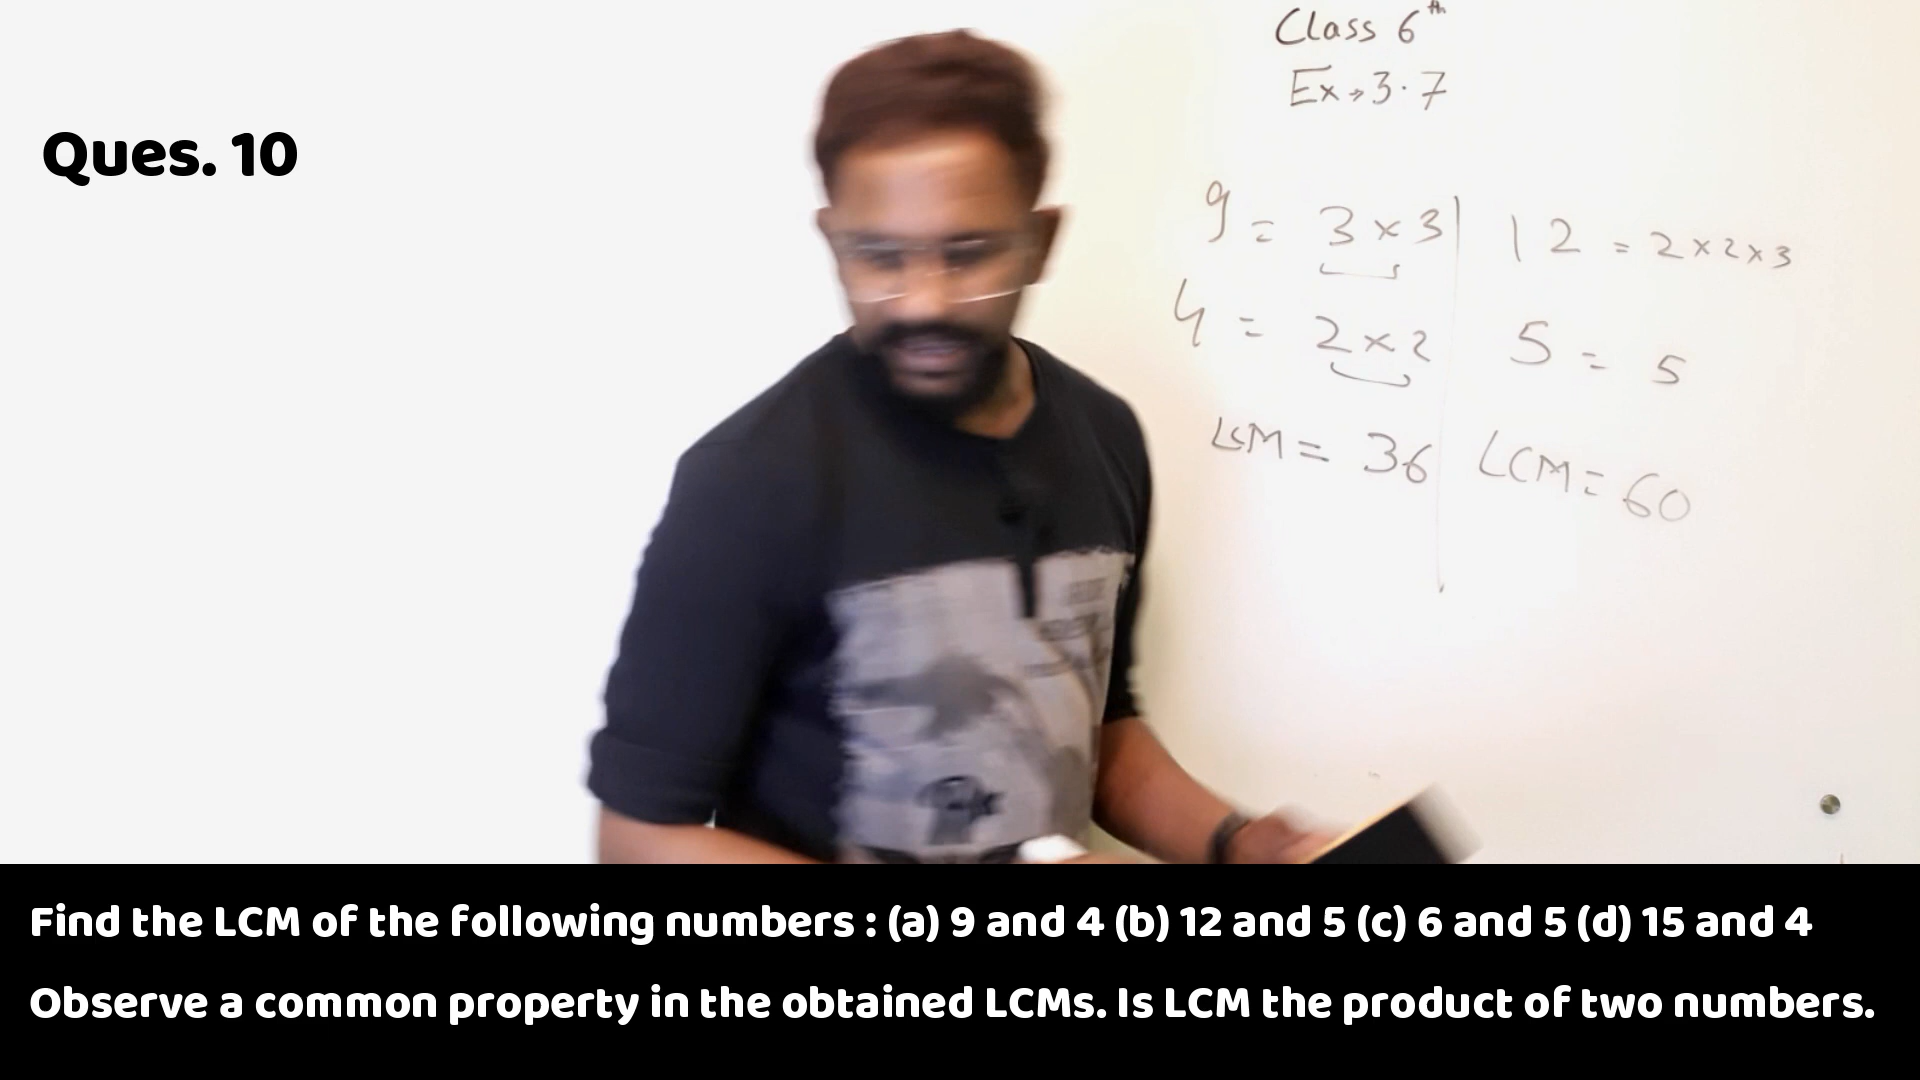 Class 6th
Ex → 3.7
Ques. 10
9 = 3 × 3
12 = 2 × 2 × 3
4 = 2 × 2
5 = 5
LCM = 36
LCM = 60
Find the LCM of the following numbers : (a) 9 and 4 (b) 12 and 5 (c) 6 and 5 (d) 15 and 4
Observe a common property in the obtained LCMs. Is LCM the product of two numbers.